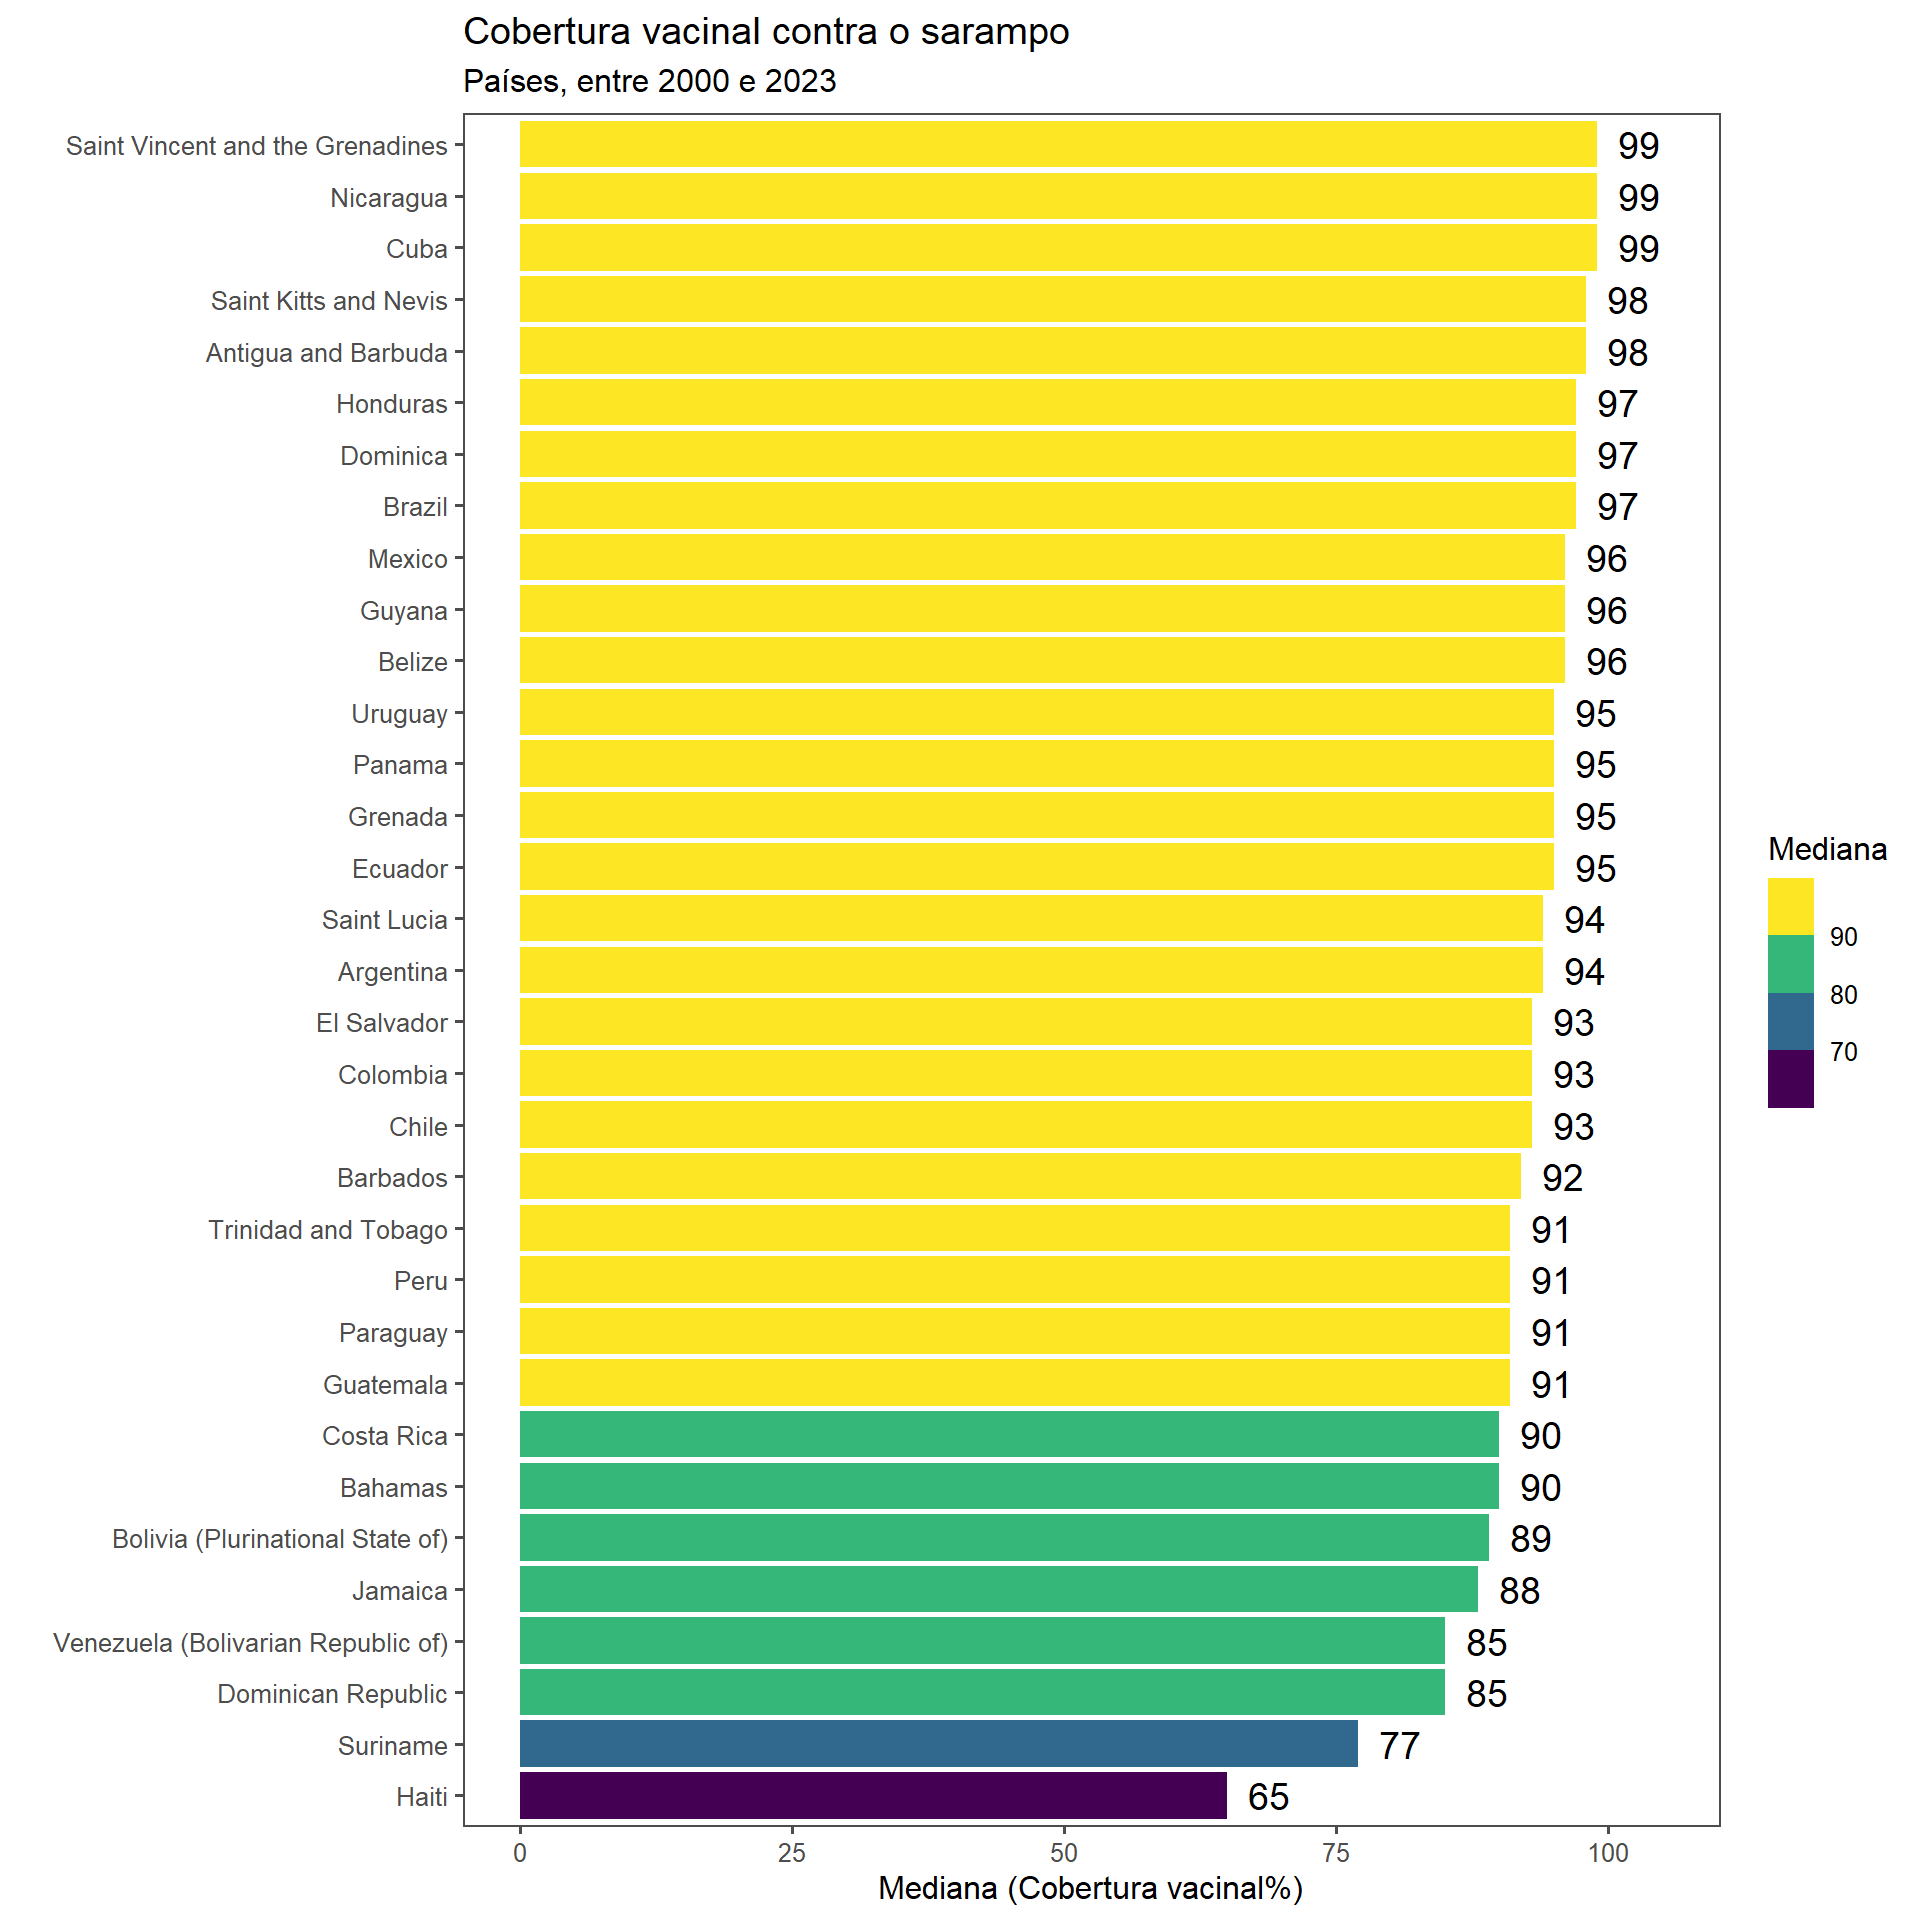 Cobertura vacinal contra o sarampo
Países, entre 2000 e 2023
Saint Vincent and the Grenadines 99
Nicaragua 99
Cuba 99
Saint Kitts and Nevis 98
Antigua and Barbuda 98
Honduras 97
Dominica 97
Brazil 97
Mexico 96
Guyana 96
Belize 96
Uruguay 95
Panama 95
Grenada 95
Ecuador 95
Saint Lucia 94
Argentina 94
El Salvador 93
Colombia 93
Chile 93
Barbados 92
Trinidad and Tobago 91
Peru 91
Paraguay 91
Guatemala 91
Costa Rica 90
Bahamas 90
Bolivia (Plurinational State of) 89
Jamaica 88
Venezuela (Bolivarian Republic of) 85
Dominican Republic 85
Suriname 77
Haiti 65
0 25 50 75 100
Mediana (Cobertura vacinal%)
Mediana
90
80
70